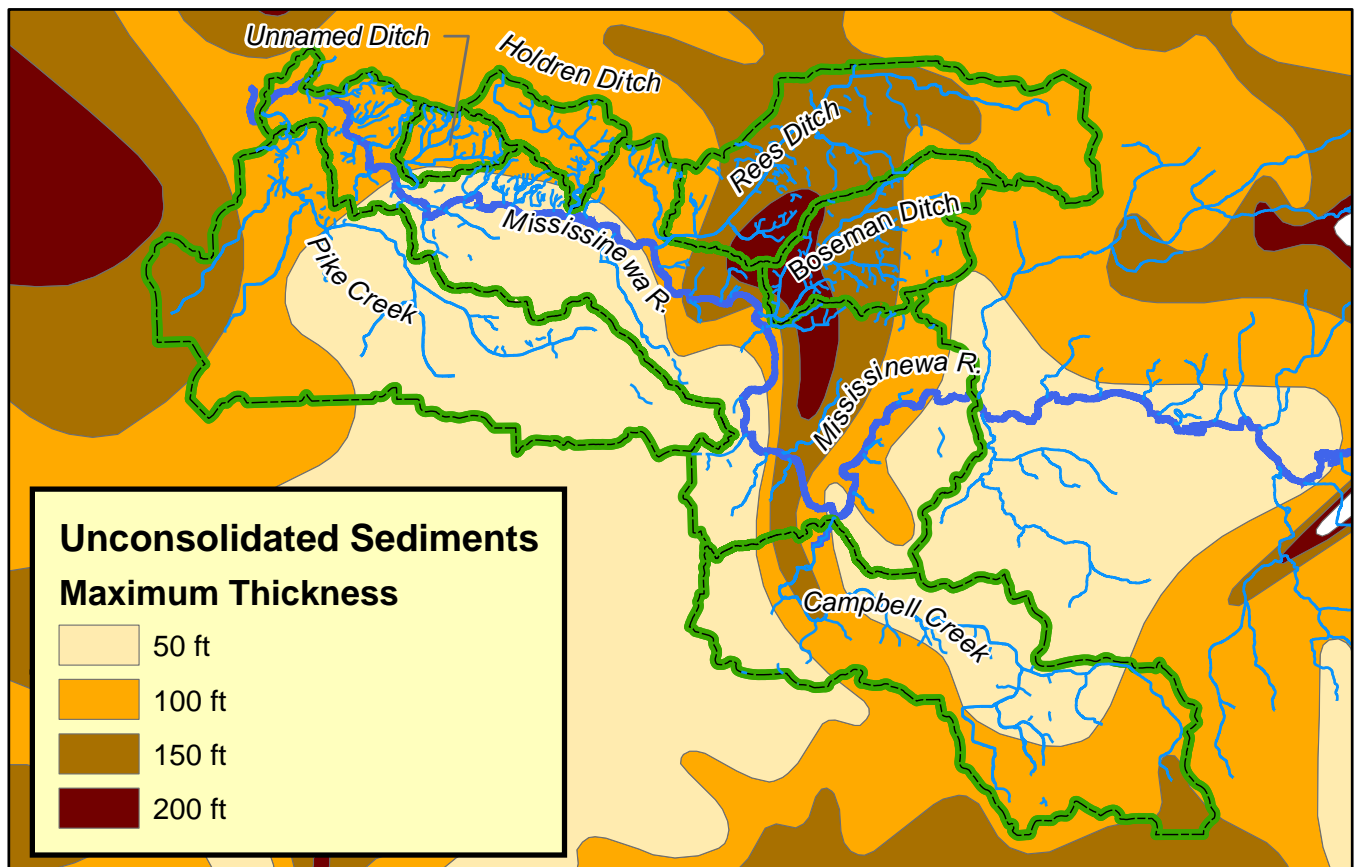 Unnamed Ditch
Holdren Ditch
Rees Ditch
Boseman Ditch
Mississinewa R.
Pike Creek
Mississinewa R.
Campbell Creek
Unconsolidated Sediments
Maximum Thickness
50 ft
100 ft
150 ft
200 ft